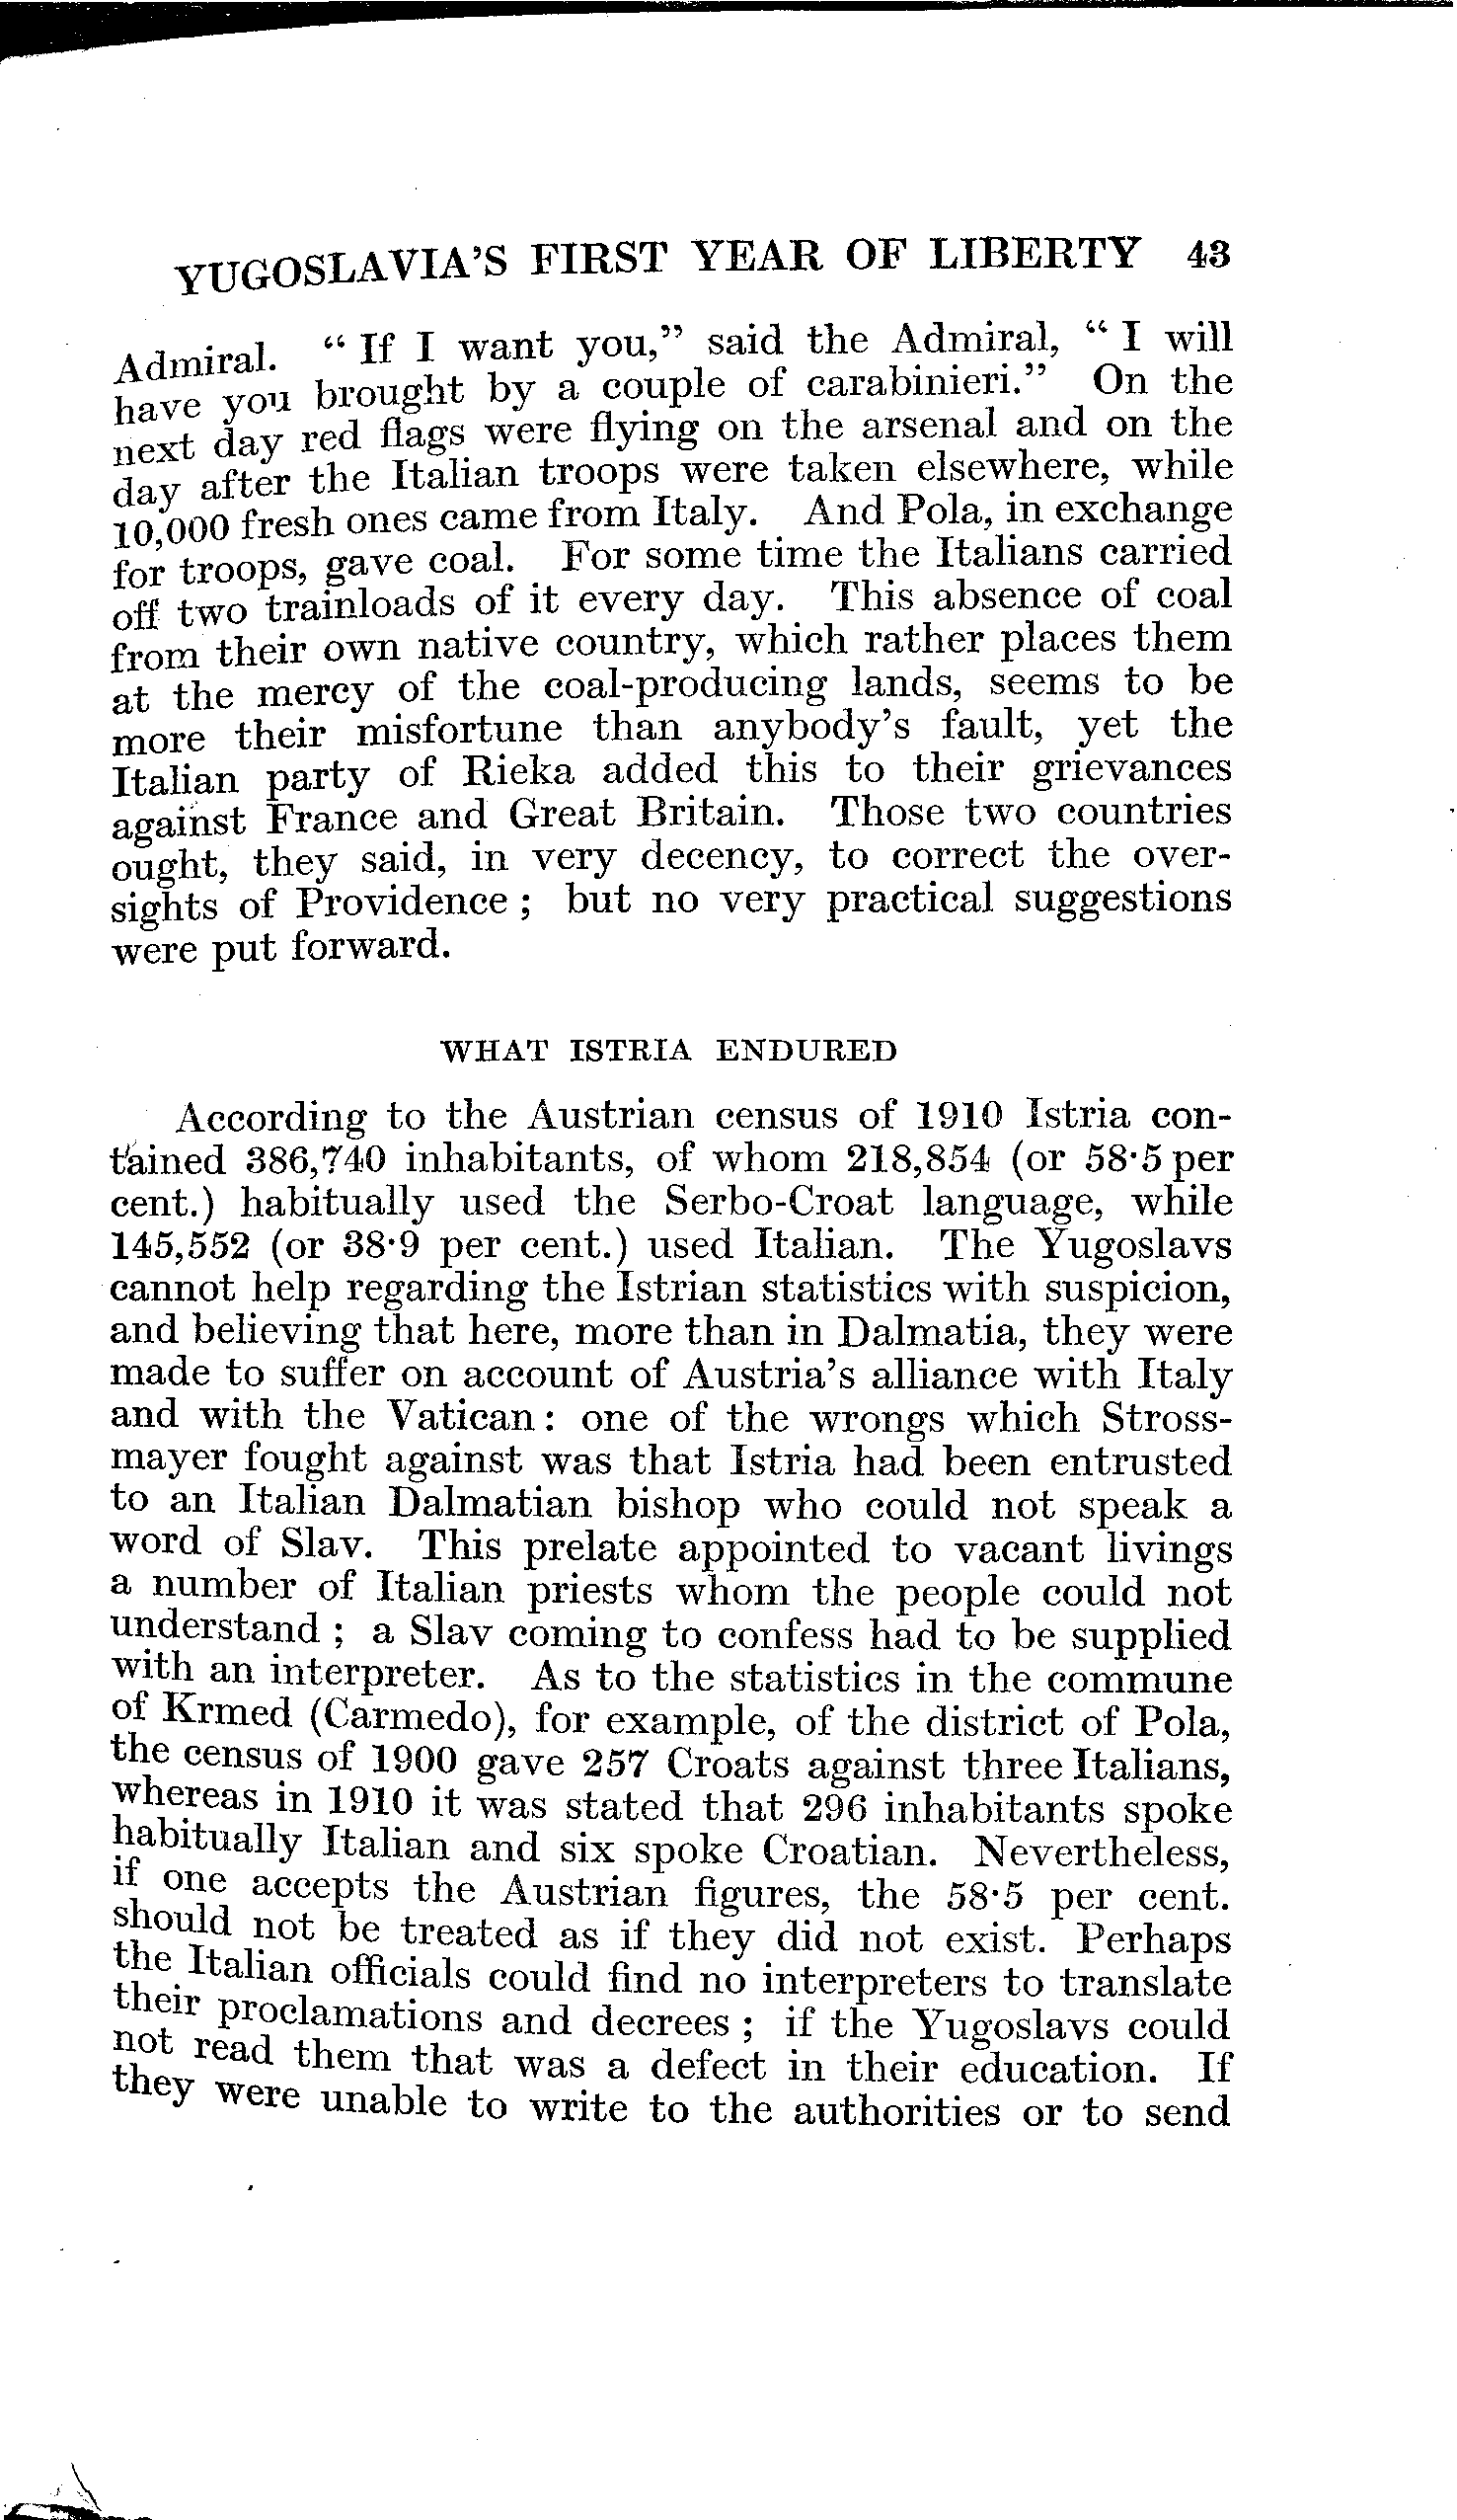 YUGOSLAVIA'S FIRST YEAR OF LIBERTY 43
Admiral. “ If I want you,” said the Admiral, “ I will
have you brought by a couple of carabinieri.” On the
next day red flags were flying on the arsenal and on the
day after the Italian troops were taken elsewhere, while
10,000 fresh ones came from Italy. And Pola, in exchange
for troops, gave coal. For some time the Italians carried
off two trainloads of it every day. This absence of coal
from their own native country, which rather places them
at the mercy of the coal-producing lands, seems to be
more their misfortune than anybody's fault, yet the
Italian party of Rieka added this to their grievances
against France and Great Britain. Those two countries
ought, they said, in very decency, to correct the over-
sights of Providence ; but no very practical suggestions
were put forward.
WHAT ISTRIA ENDURED
According to the Austrian census of 1910 Istria con-
tained 386,740 inhabitants, of whom 218,854 (or 58·5 per
cent.) habitually used the Serbo-Croat language, while
145,552 (or 38·9 per cent.) used Italian. The Yugoslavs
cannot help regarding the Istrian statistics with suspicion,
and believing that here, more than in Dalmatia, they were
made to suffer on account of Austria's alliance with Italy
and with the Vatican: one of the wrongs which Stross-
mayer fought against was that Istria had been entrusted
to an Italian Dalmatian bishop who could not speak a
word of Slav. This prelate appointed to vacant livings
a number of Italian priests whom the people could not
understand ; a Slav coming to confess had to be supplied
with an interpreter. As to the statistics in the commune
of Krmed (Carmedo), for example, of the district of Pola,
the census of 1900 gave 257 Croats against three Italians,
whereas in 1910 it was stated that 296 inhabitants spoke
habitually Italian and six spoke Croatian. Nevertheless,
if one accepts the Austrian figures, the 58·5 per cent.
should not be treated as if they did not exist. Perhaps
the Italian officials could find no interpreters to translate
their proclamations and decrees ; if the Yugoslavs could
not read them that was a defect in their education. If
they were unable to write to the authorities or to send